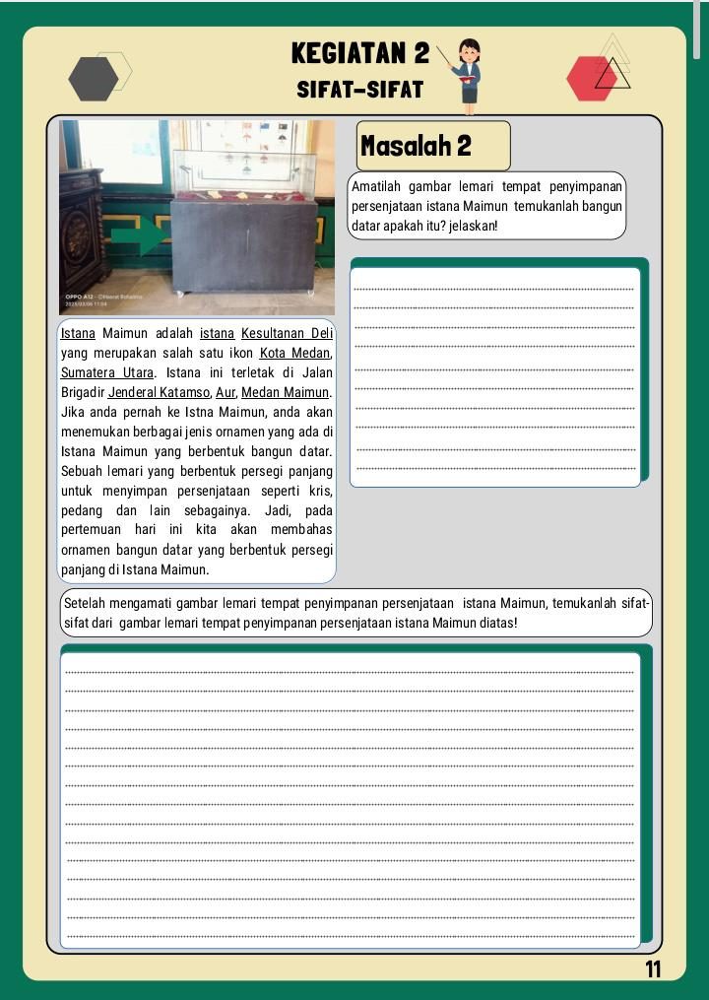 KEGIATAN 2
SIFAT-SIFAT
OPPO A12 · ©Hasrat Bohalima
2025/03/06 11:04
Masalah 2
Amatilah gambar lemari tempat penyimpanan
persenjataan istana Maimun temukanlah bangun
datar apakah itu? jelaskan!
Istana Maimun adalah istana Kesultanan Deli
yang merupakan salah satu ikon Kota Medan,
Sumatera Utara. Istana ini terletak di Jalan
Brigadir Jenderal Katamso, Aur, Medan Maimun.
Jika anda pernah ke Istna Maimun, anda akan
menemukan berbagai jenis ornamen yang ada di
Istana Maimun yang berbentuk bangun datar.
Sebuah lemari yang berbentuk persegi panjang
untuk menyimpan persenjataan seperti kris,
pedang dan lain sebagainya. Jadi, pada
pertemuan hari ini kita akan membahas
ornamen bangun datar yang berbentuk persegi
panjang di Istana Maimun.
Setelah mengamati gambar lemari tempat penyimpanan persenjataan istana Maimun, temukanlah sifat-
sifat dari gambar lemari tempat penyimpanan persenjataan istana Maimun diatas!
11